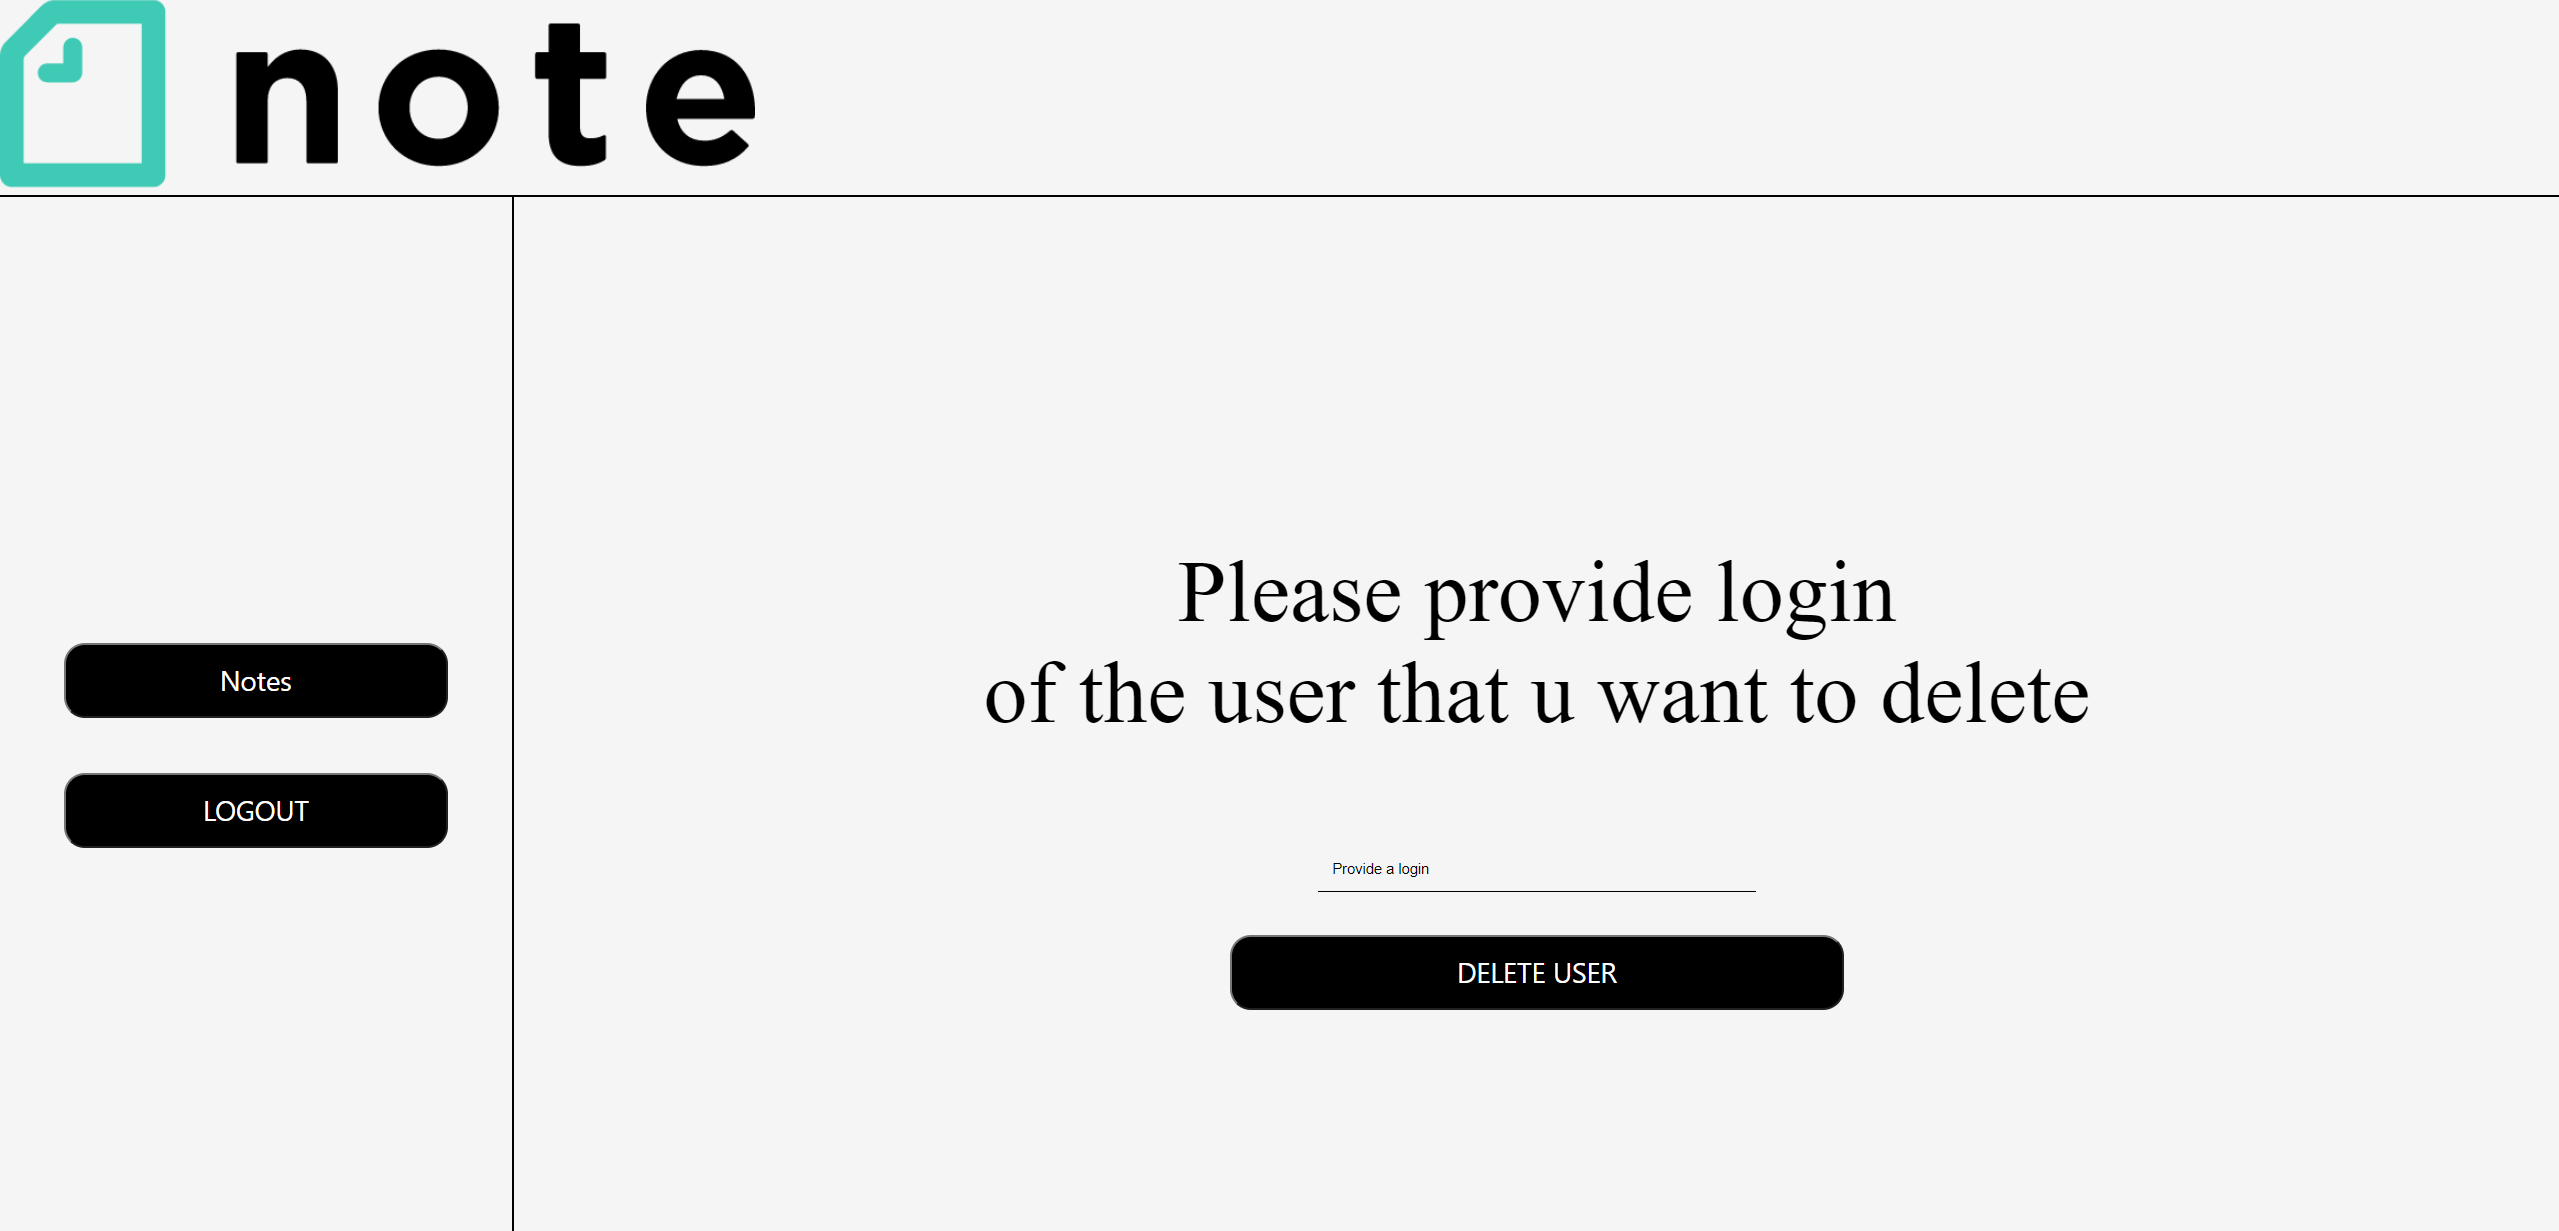 note
Notes
LOGOUT
Please provide login
of the user that u want to delete
Provide a login
DELETE USER